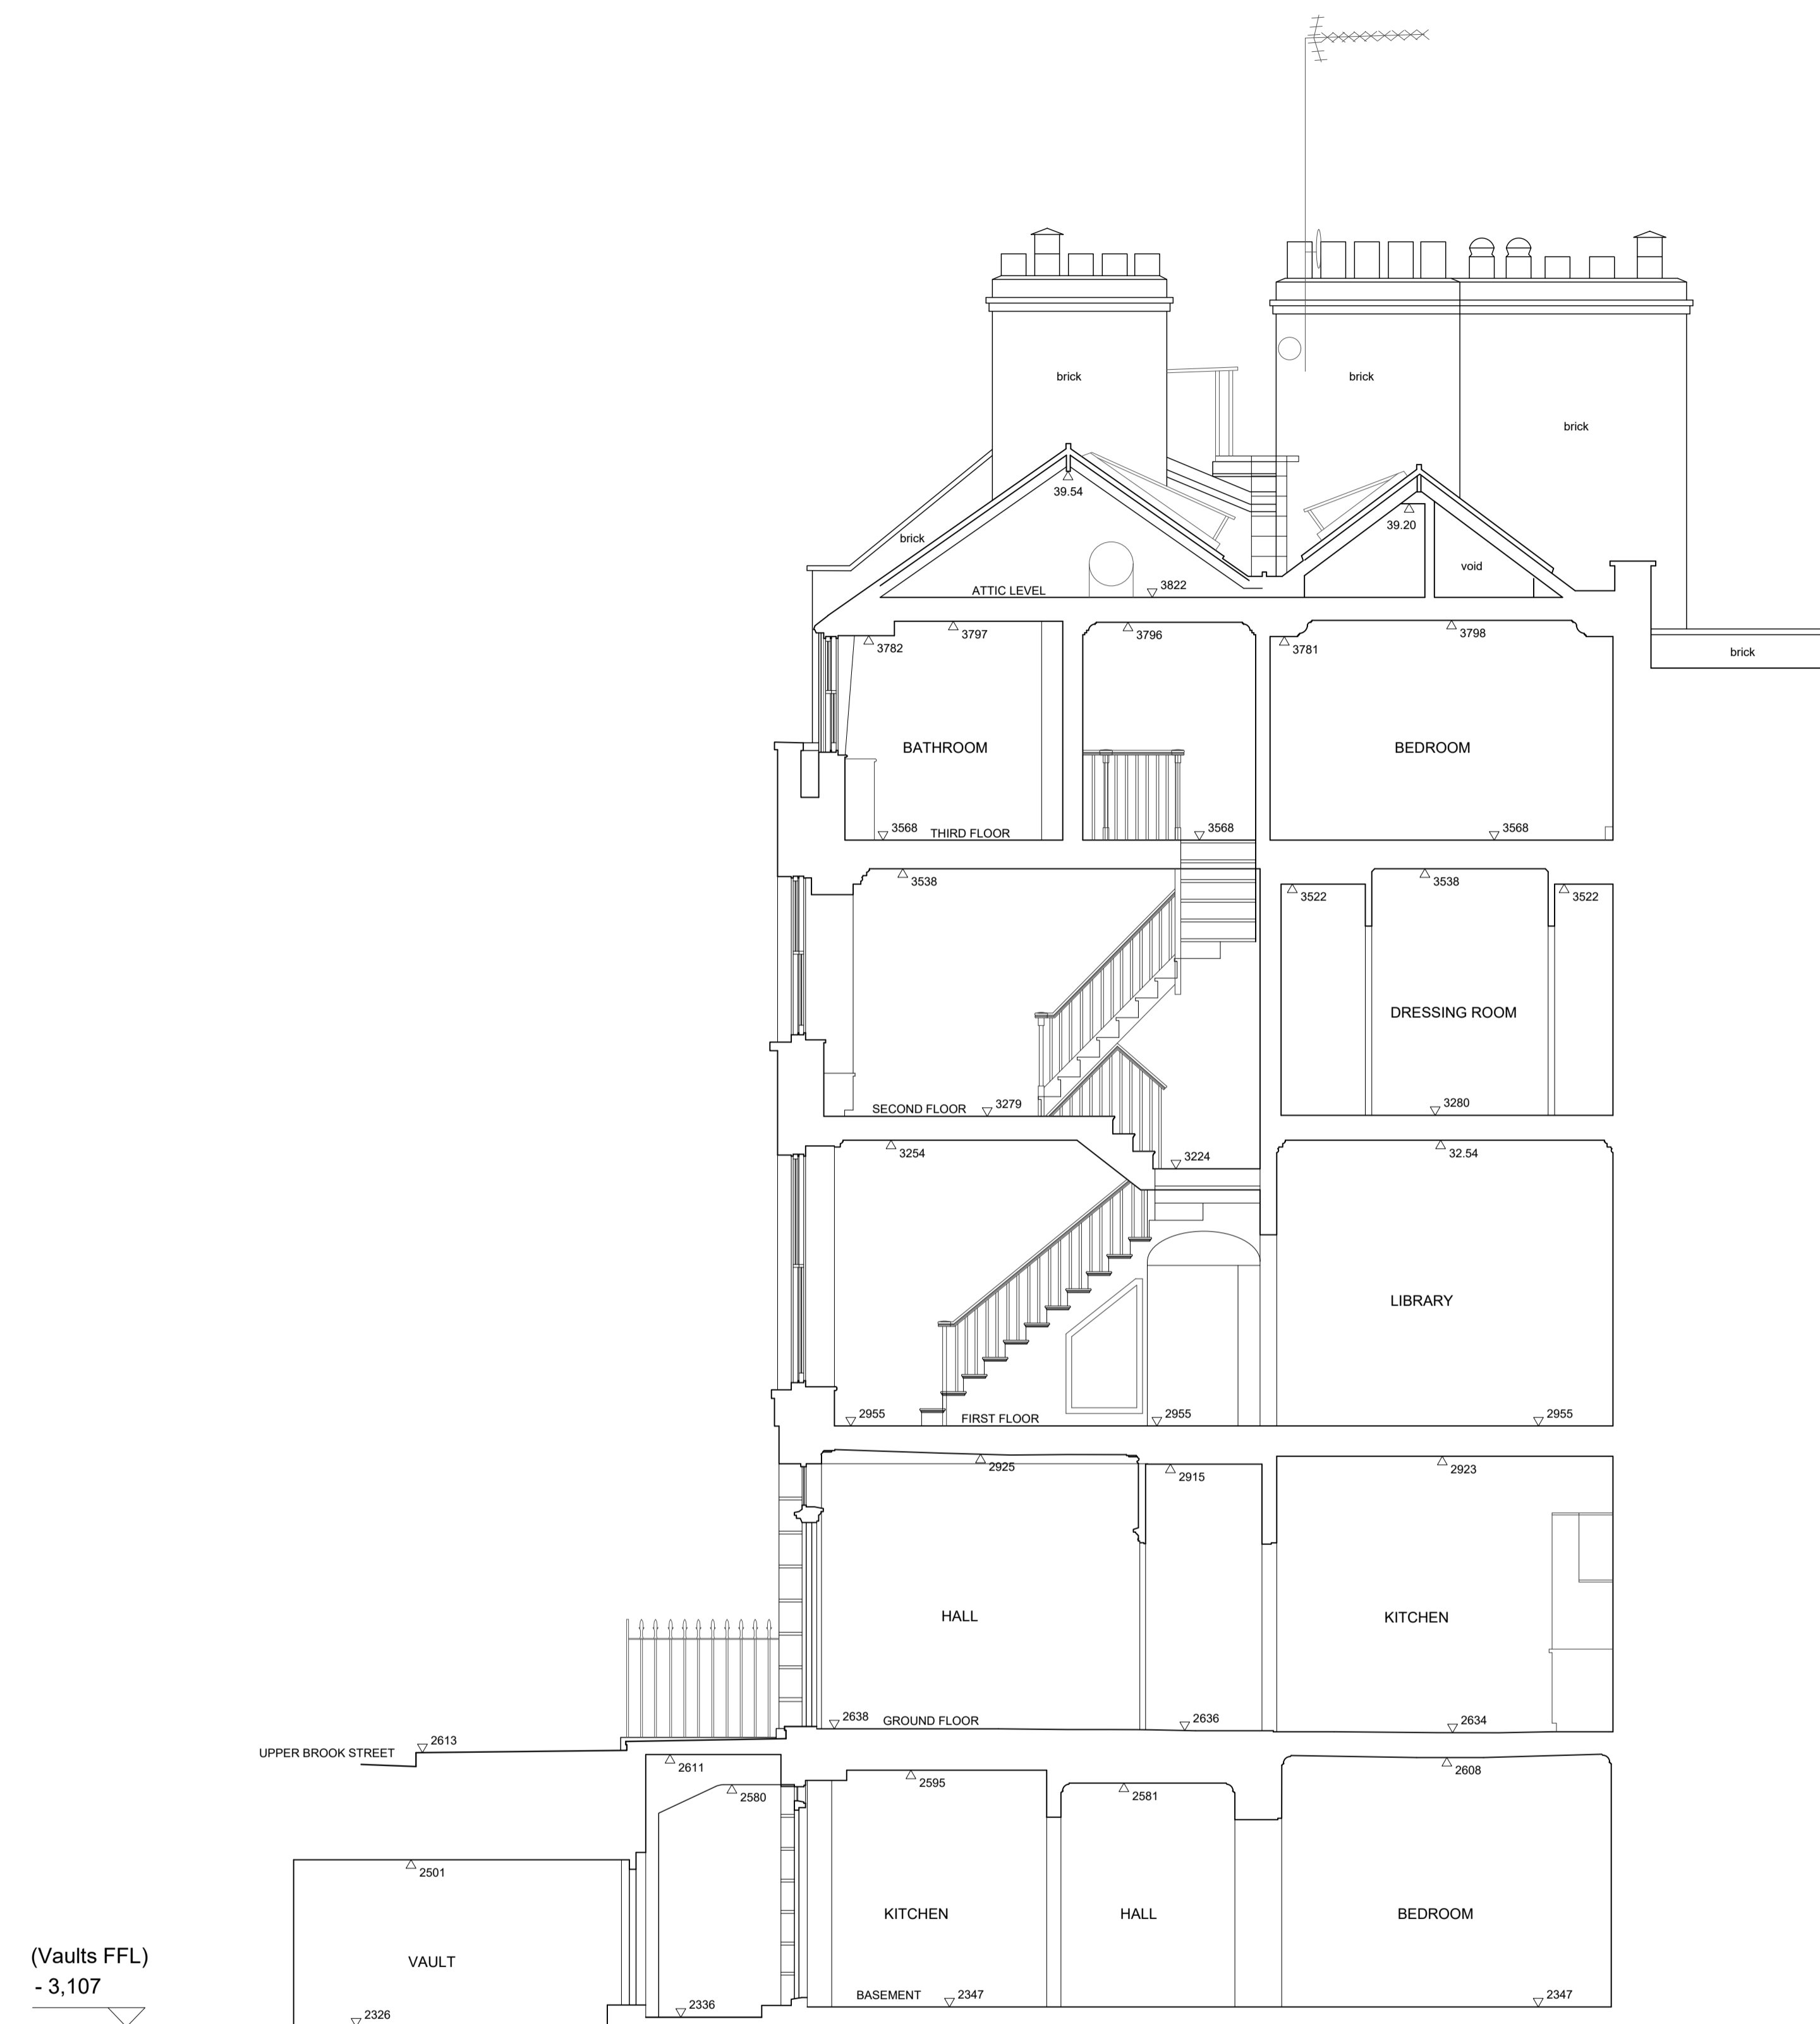 brick
brick
brick
39.54
39.20
brick
void
ATTIC LEVEL
3822
3797
3796
3798
3782
3781
brick
BATHROOM
BEDROOM
3568
THIRD FLOOR
3568
3568
3538
3538
3522
3522
DRESSING ROOM
SECOND FLOOR
3279
3280
3254
3224
32.54
LIBRARY
2955
FIRST FLOOR
2955
2955
2925
2915
2923
HALL
KITCHEN
2638
GROUND FLOOR
2636
2634
2613
UPPER BROOK STREET
2611
2608
2595
2580
2581
2501
KITCHEN
HALL
BEDROOM
(Vaults FFL)
- 3,107
VAULT
BASEMENT
2347
2347
2336
2326